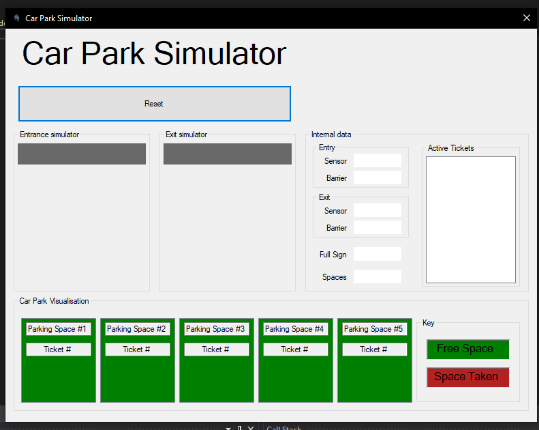 Car Park Simulator
Car Park Simulator
Reset
Entrance simulator
Exit simulator
Internal data
Entry
Sensor
Barrier
Exit
Sensor
Barrier
Full Sign
Spaces
Active Tickets
Car Park Visualisation
Parking Space #1
Ticket #
Parking Space #2
Ticket #
Parking Space #3
Ticket #
Parking Space #4
Ticket #
Parking Space #5
Ticket #
Key
Free Space
Space Taken
Call Stack